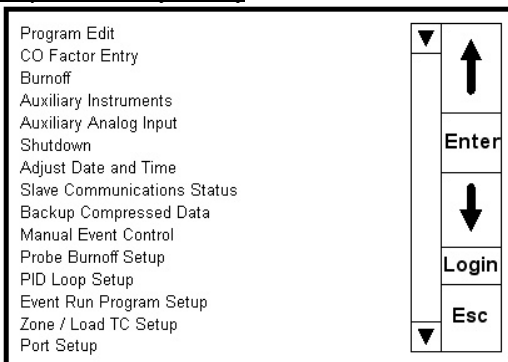 Program Edit
CO Factor Entry
Burnoff
Auxiliary Instruments
Auxiliary Analog Input
Shutdown
Adjust Date and Time
Slave Communications Status
Backup Compressed Data
Manual Event Control
Probe Burnoff Setup
PID Loop Setup
Event Run Program Setup
Zone / Load TC Setup
Port Setup
Enter
Login
Esc